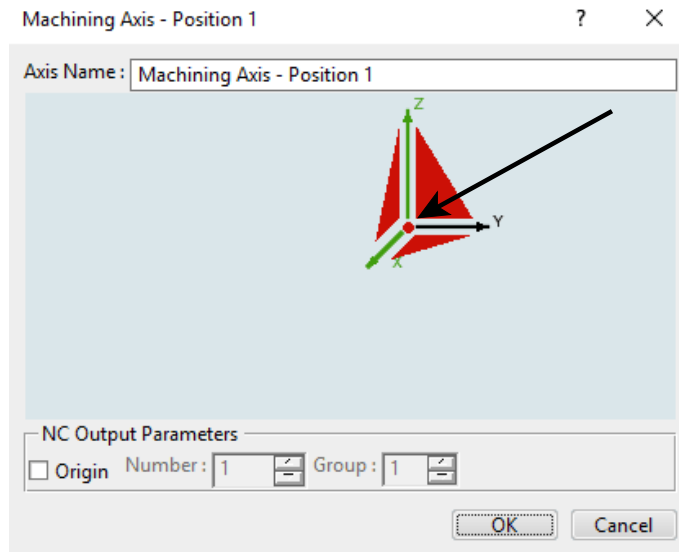 Machining Axis - Position 1 ? ×
Axis Name : Machining Axis - Position 1
Z
Y
X
NC Output Parameters
Origin Number : 1 Group : 1
OK Cancel